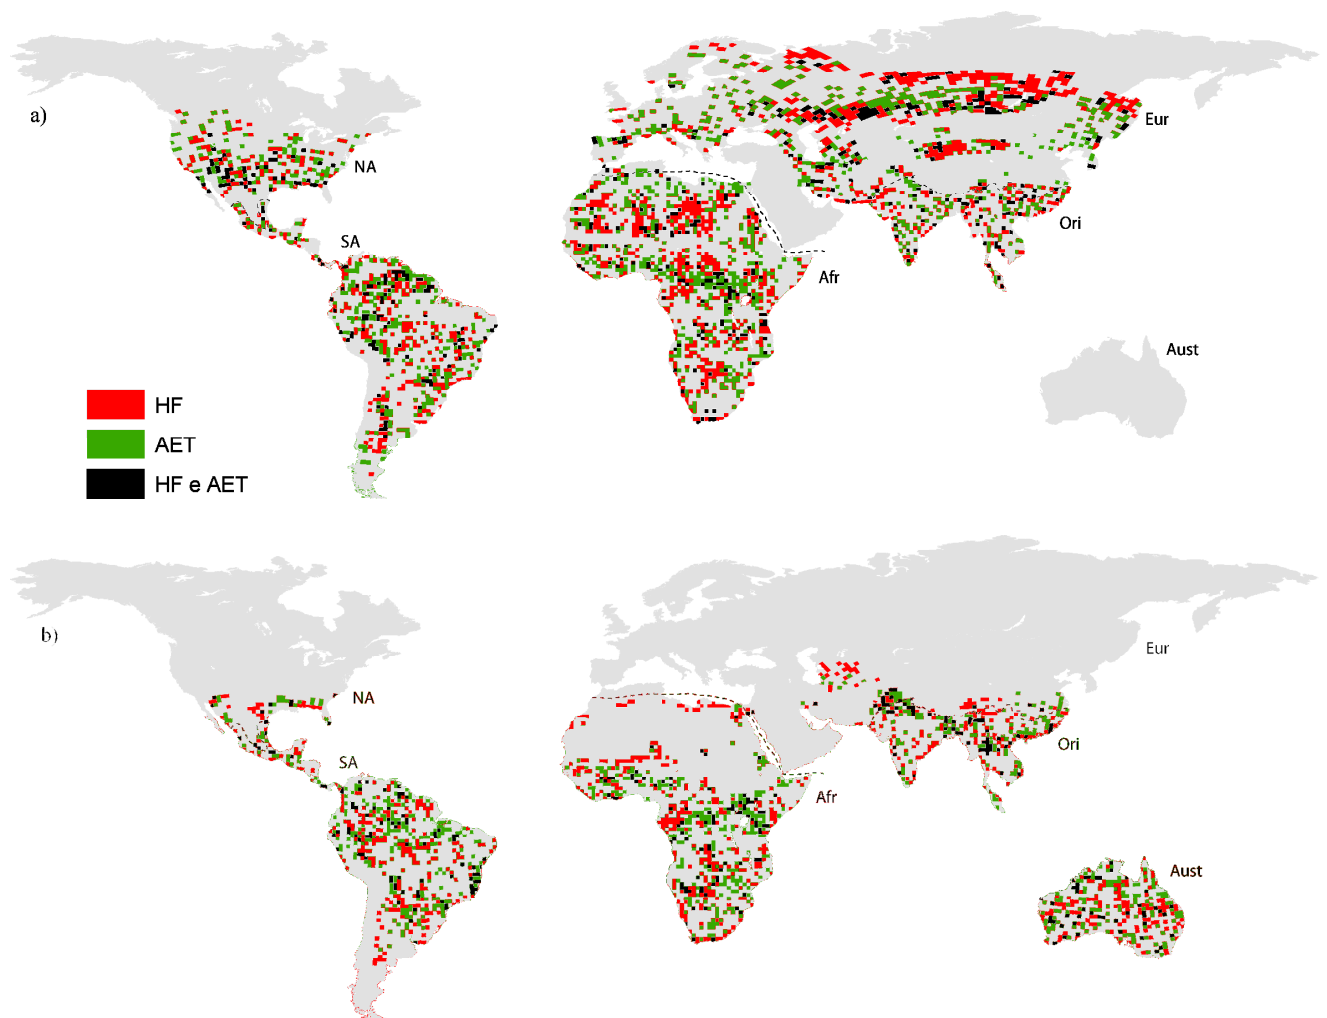 a)
Eur
NA
Ori
SA
Afr
Aust
HF
AET
HF e AET
b)
Eur
NA
Ori
SA
Afr
Aust